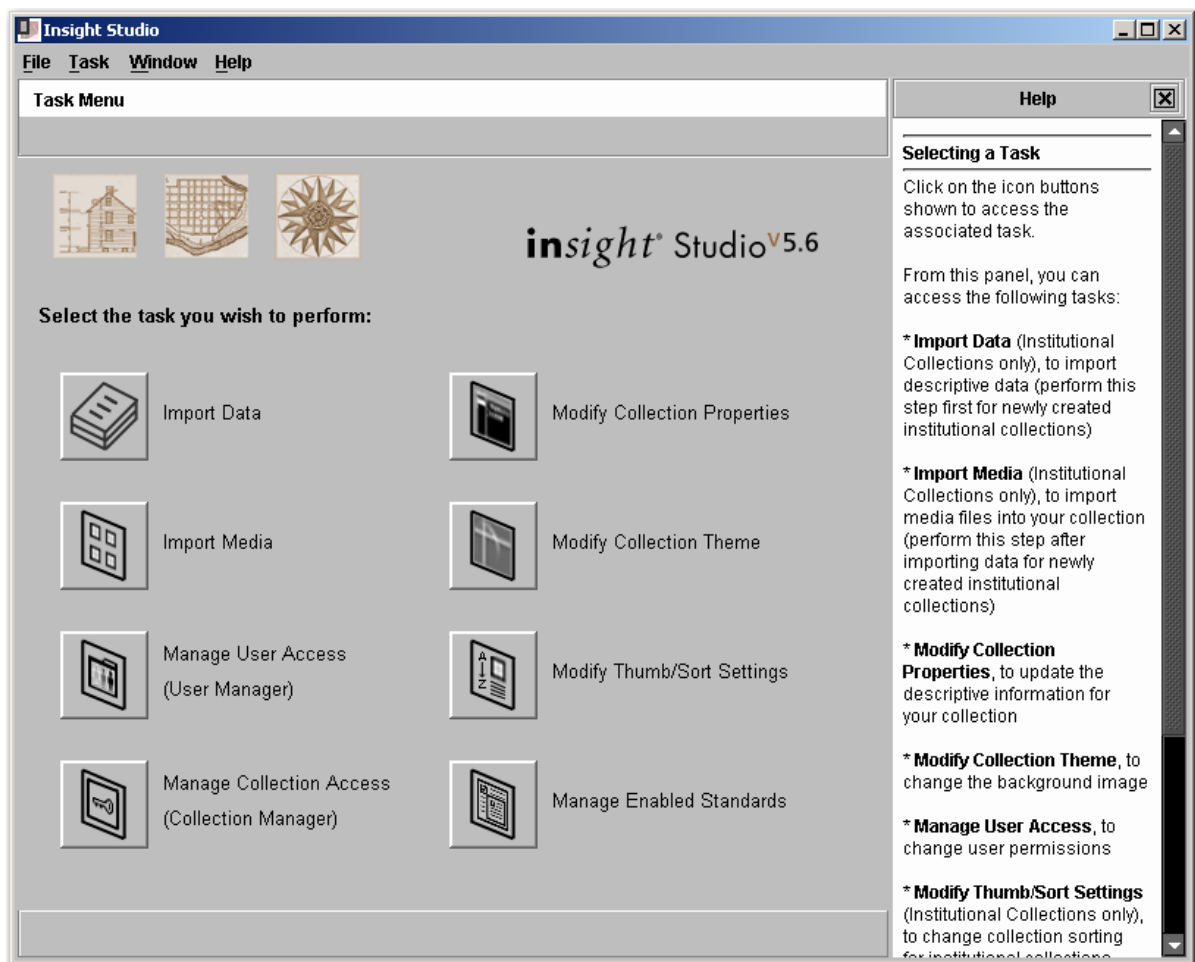 Insight Studio
File Task Window Help
Task Menu
insight® Studio V5.6
Select the task you wish to perform:
Import Data
Modify Collection Properties
Import Media
Modify Collection Theme
Manage User Access
(User Manager)
Modify Thumb/Sort Settings
Manage Collection Access
(Collection Manager)
Manage Enabled Standards
Help
Selecting a Task
Click on the icon buttons
shown to access the
associated task.
From this panel, you can
access the following tasks:
* Import Data (Institutional
Collections only), to import
descriptive data (perform this
step first for newly created
institutional collections)
* Import Media (Institutional
Collections only), to import
media files into your collection
(perform this step after
importing data for newly
created institutional
collections)
* Modify Collection
Properties, to update the
descriptive information for
your collection
* Modify Collection Theme, to
change the background image
* Manage User Access, to
change user permissions
* Modify Thumb/Sort Settings
(Institutional Collections only),
to change collection sorting
for institutional collections